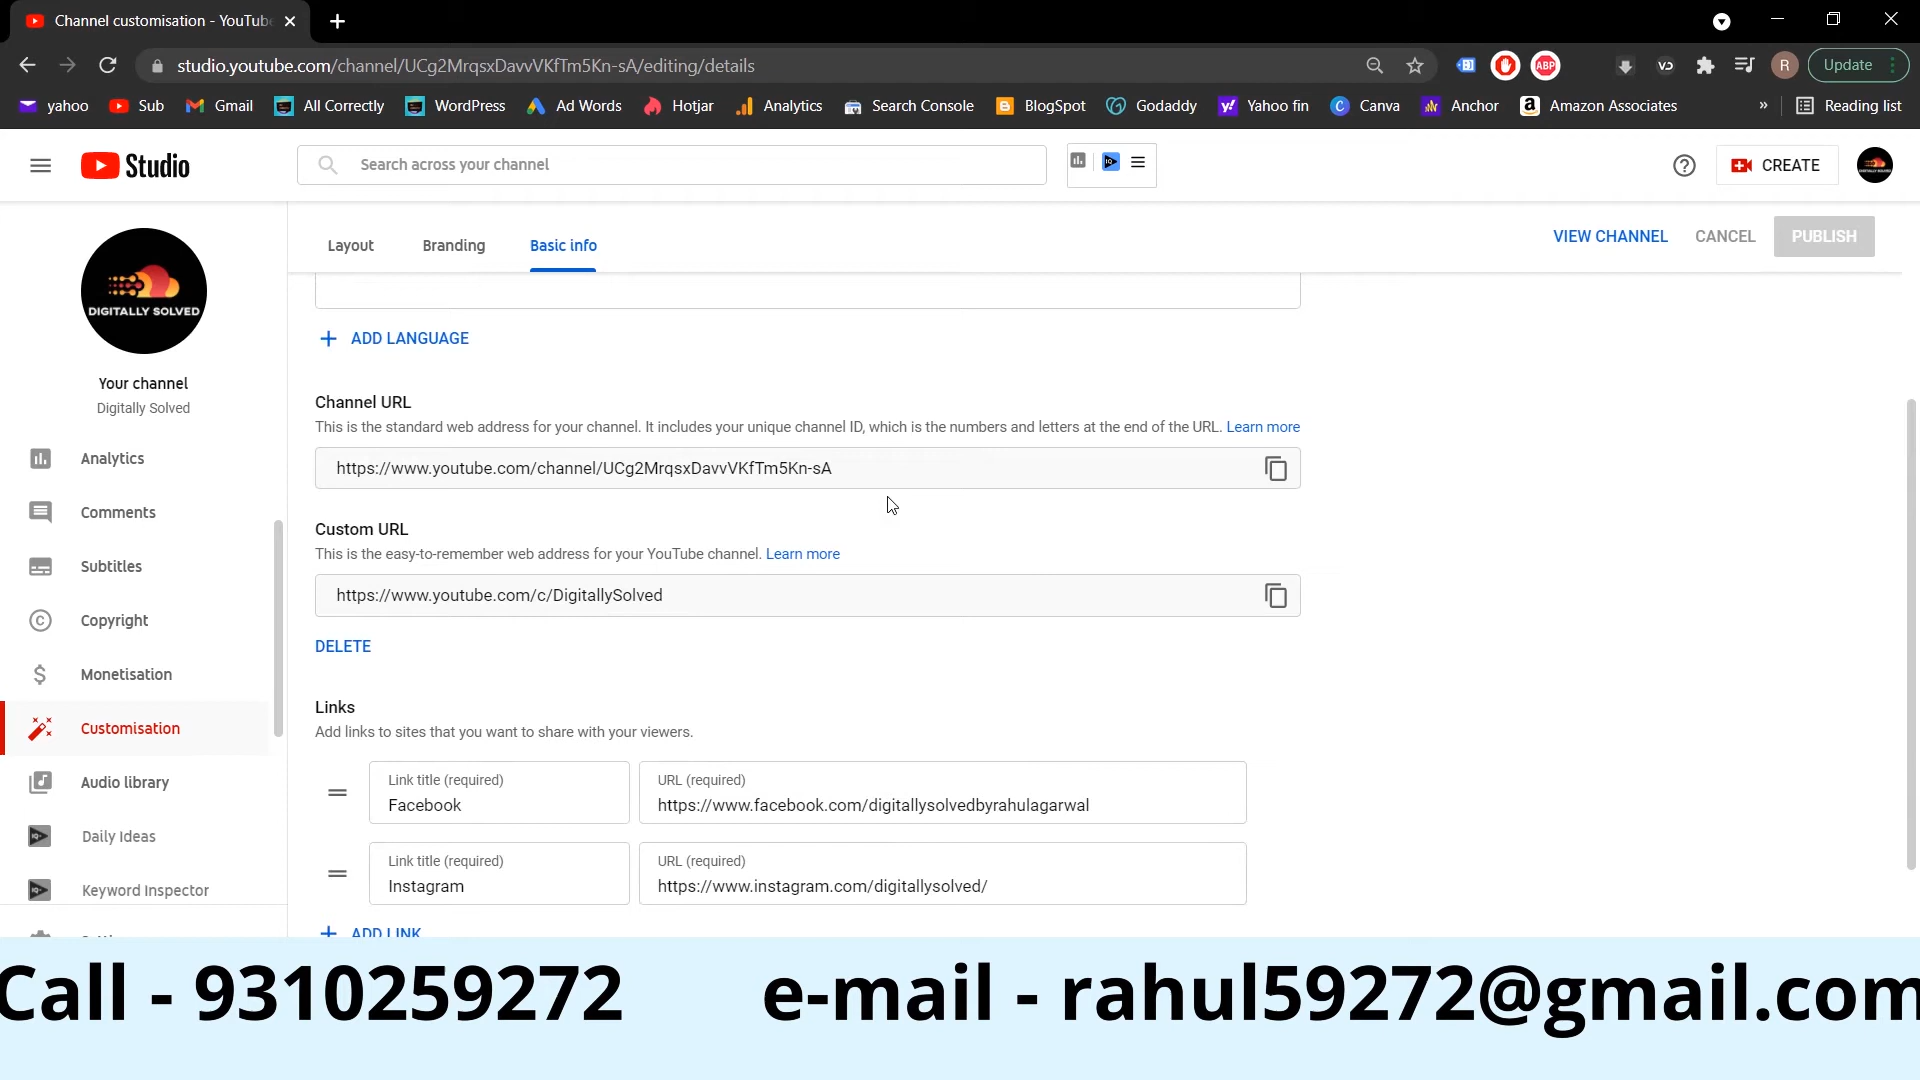 Channel customisation - YouTube
studio.youtube.com/channel/UCg2MrqsxDavvVKfTm5Kn-sA/editing/details
ABP
VD
R
Update
yahoo
Sub
Gmail
All Correctly
WordPress
Ad Words
Hotjar
Analytics
Search Console
BlogSpot
Godaddy
Yahoo fin
Canva
Anchor
Amazon Associates
»
Reading list
Studio
Search across your channel
CREATE
DIGITALLY SOLVED
Your channel
Digitally Solved
Analytics
Comments
Subtitles
Copyright
Monetisation
Customisation
Audio library
Daily Ideas
Keyword Inspector
Layout
Branding
Basic info
VIEW CHANNEL
CANCEL
PUBLISH
+ ADD LANGUAGE
Channel URL
This is the standard web address for your channel. It includes your unique channel ID, which is the numbers and letters at the end of the URL. Learn more
https://www.youtube.com/channel/UCg2MrqsxDavvVKfTm5Kn-sA
Custom URL
This is the easy-to-remember web address for your YouTube channel. Learn more
https://www.youtube.com/c/DigitallySolved
DELETE
Links
Add links to sites that you want to share with your viewers.
Link title (required)
Facebook
URL (required)
https://www.facebook.com/digitallysolvedbyrahulagarwal
Link title (required)
Instagram
URL (required)
https://www.instagram.com/digitallysolved/
+ ADD LINK
Call - 9310259272 e-mail - rahul59272@gmail.com